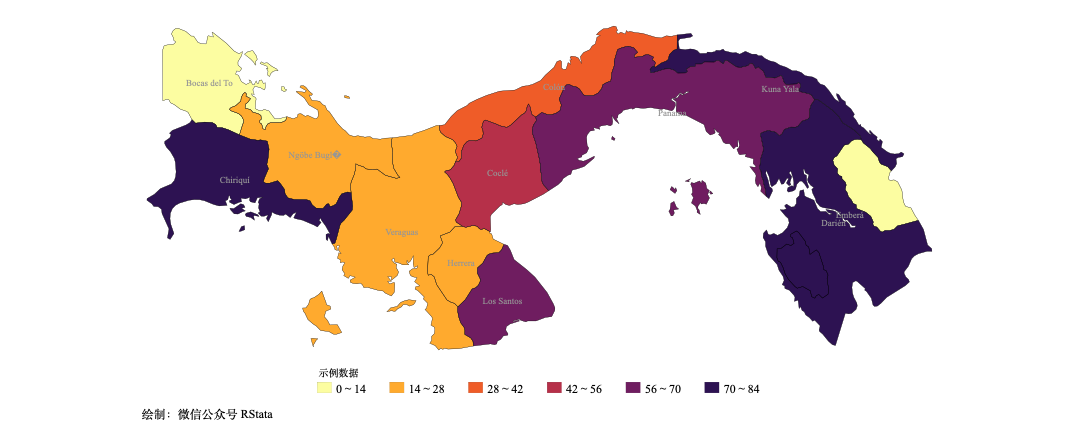 Bocas del To
Colón
Kuna Yala
Panamá
Ngöbe Buglé�
Coclé
Chiriquí
Emberá
Darién
Veraguas
Herrera
Los Santos
示例数据
0 ~ 14 14 ~ 28 28 ~ 42 42 ~ 56 56 ~ 70 70 ~ 84
绘制：微信公众号 RStata